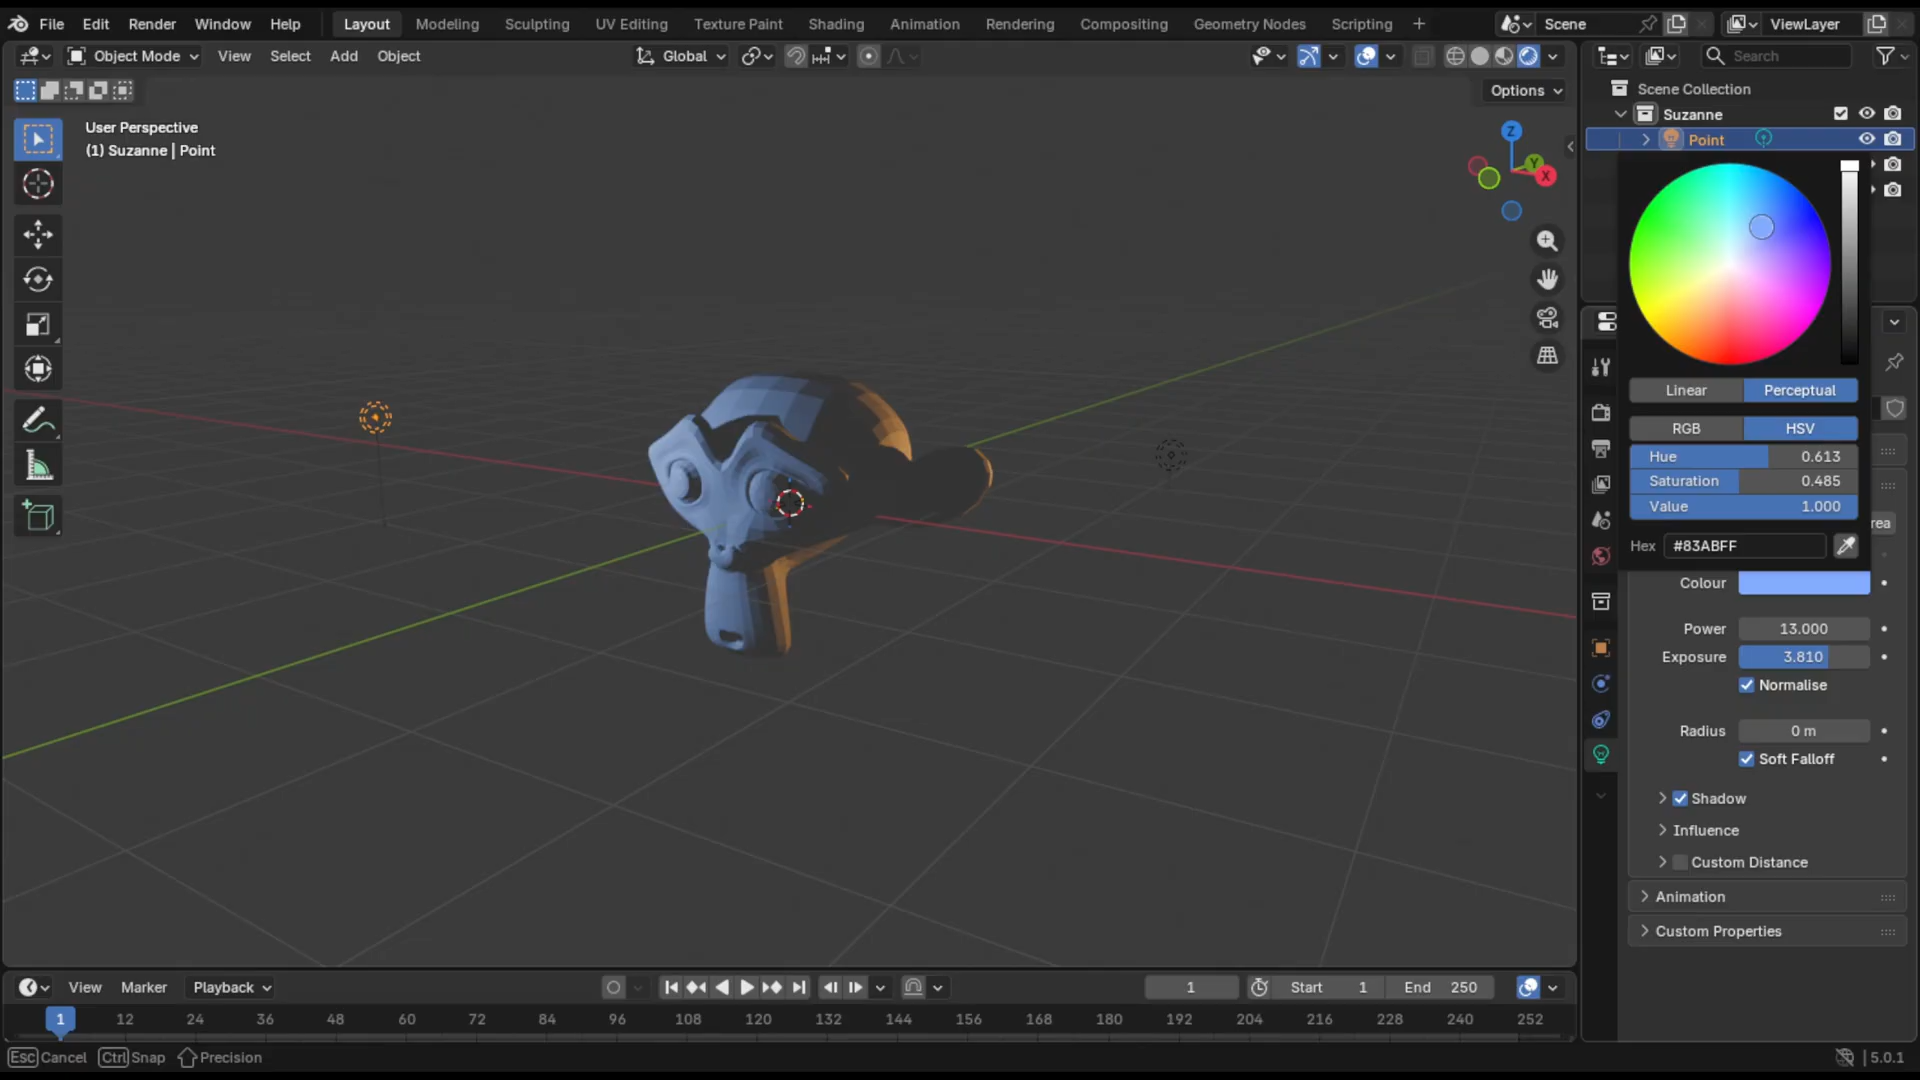 File Edit Render Window Help Layout Modeling Sculpting UV Editing Texture Paint Shading Animation Rendering Compositing Geometry Nodes Scripting + Scene ViewLayer
Object Mode View Select Add Object Global Search
Options
User Perspective
(1) Suzanne | Point
Z
Y
X
Scene Collection
Suzanne
Point
Linear Perceptual
RGB HSV
Hue 0.613
Saturation 0.485
Value 1.000
rea
Hex #83ABFF
Colour
Power 13.000
Exposure 3.810
Normalise
Radius 0 m
Soft Falloff
Shadow
Influence
Custom Distance
Animation
Custom Properties
View Marker Playback 1 Start 1 End 250
1 12 24 36 48 60 72 84 96 108 120 132 144 156 168 180 192 204 216 228 240 252
Esc Cancel Ctrl Snap Precision 5.0.1